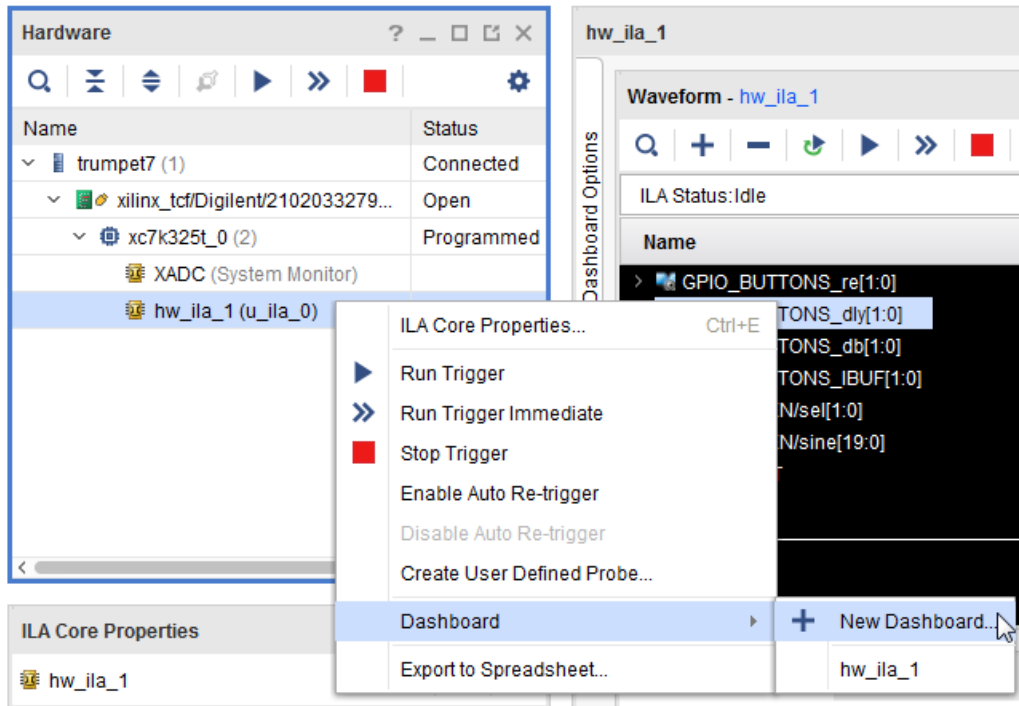 Hardware
?
Name Status
trumpet7 (1) Connected
xilinx_tcf/Digilent/2102033279... Open
xc7k325t_0 (2) Programmed
XADC (System Monitor)
hw_ila_1 (u_ila_0)
ILA Core Properties
hw_ila_1
hw_ila_1
Dashboard Options
Waveform - hw_ila_1
ILA Status:Idle
Name
GPIO_BUTTONS_re[1:0]
TONS_dly[1:0]
TONS_db[1:0]
TONS_IBUF[1:0]
N/sel[1:0]
N/sine[19:0]
ILA Core Properties... Ctrl+E
Run Trigger
Run Trigger Immediate
Stop Trigger
Enable Auto Re-trigger
Disable Auto Re-trigger
Create User Defined Probe...
Dashboard
Export to Spreadsheet...
New Dashboard...
hw_ila_1